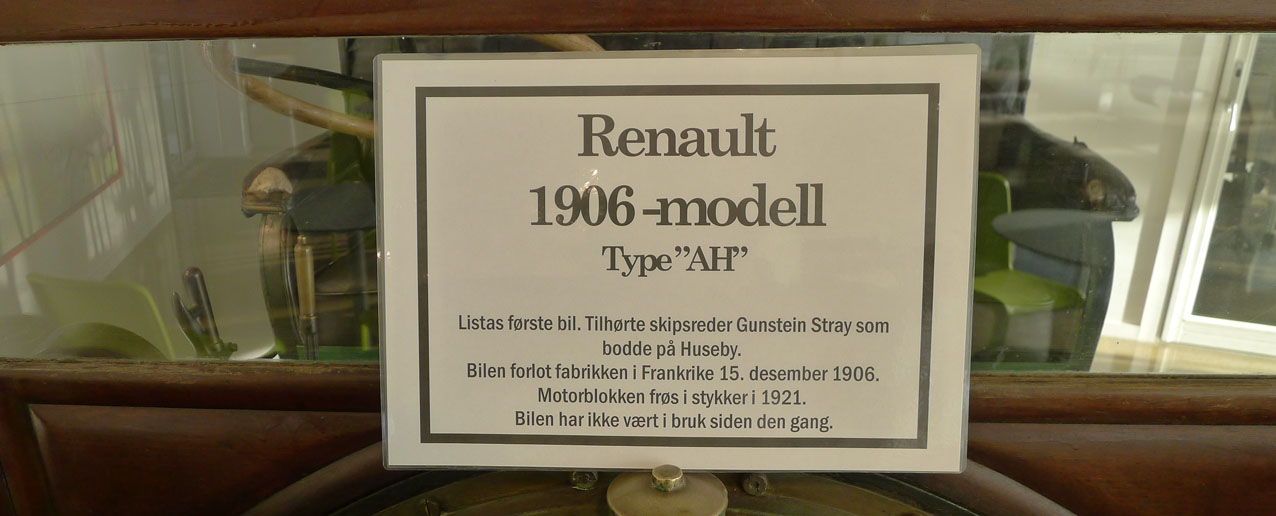 Renault
1906-modell
Type "AH"
Listas første bil. Tilhørte skipsreder Gunstein Stray som
bodde på Huseby.
Bilen forlot fabrikken i Frankrike 15. desember 1906.
Motorblokken frøs i stykker i 1921.
Bilen har ikke vært i bruk siden den gang.